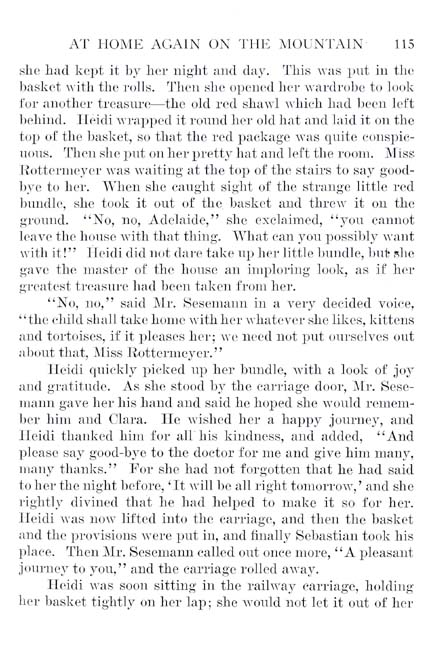 AT HOME AGAIN ON THE MOUNTAIN 115
she had kept it by her night and day. This was put in the
basket with the rolls. Then she opened her wardrobe to look
for another treasure—the old red shawl which had been left
behind. Heidi wrapped it round her old hat and laid it on the
top of the basket, so that the red package was quite conspic-
uous. Then she put on her pretty hat and left the room. Miss
Rottermeyer was waiting at the top of the stairs to say good-
bye to her. When she caught sight of the strange little red
bundle, she took it out of the basket and threw it on the
ground. “No, no, Adelaide,” she exclaimed, “you cannot
leave the house with that thing. What can you possibly want
with it!” Heidi did not dare take up her little bundle, but she
gave the master of the house an imploring look, as if her
greatest treasure had been taken from her.
“No, no,” said Mr. Sesemann in a very decided voice,
“the child shall take home with her whatever she likes, kittens
and tortoises, if it pleases her; we need not put ourselves out
about that, Miss Rottermeyer.”
Heidi quickly picked up her bundle, with a look of joy
and gratitude. As she stood by the carriage door, Mr. Sese-
mann gave her his hand and said he hoped she would remem-
ber him and Clara. He wished her a happy journey, and
Heidi thanked him for all his kindness, and added, “And
please say good-bye to the doctor for me and give him many,
many thanks.” For she had not forgotten that he had said
to her the night before, ‘It will be all right tomorrow,’ and she
rightly divined that he had helped to make it so for her.
Heidi was now lifted into the carriage, and then the basket
and the provisions were put in, and finally Sebastian took his
place. Then Mr. Sesemann called out once more, “A pleasant
journey to you,” and the carriage rolled away.
Heidi was soon sitting in the railway carriage, holding
her basket tightly on her lap; she would not let it out of her